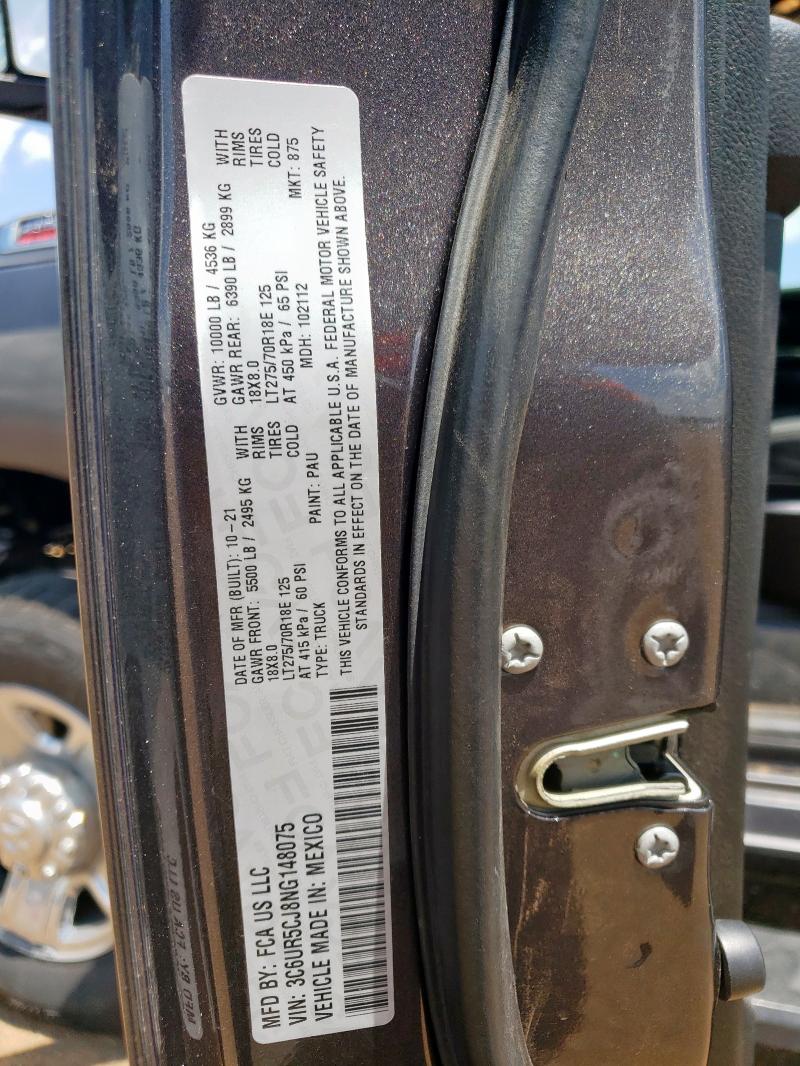 MFD BY: FCA US LLC
VIN: 3C6UR5CJ8NG148075
VEHICLE MADE IN: MEXICO
DATE OF MFR (BUILT): 10-21 GVWR: 10000 LB / 4536 KG
GAWR FRONT: 5500 LB / 2495 KG WITH GAWR REAR: 6390 LB / 2899 KG WITH
18X8.0 RIMS 18X8.0 RIMS
LT275/70R18E 125 TIRES LT275/70R18E 125 TIRES
AT 415 kPa / 60 PSI COLD AT 450 kPa / 65 PSI COLD
TYPE: TRUCK PAINT: PAU MDH: 102112 MKT: 875
THIS VEHICLE CONFORMS TO ALL APPLICABLE U.S.A. FEDERAL MOTOR VEHICLE SAFETY
STANDARDS IN EFFECT ON THE DATE OF MANUFACTURE SHOWN ABOVE.